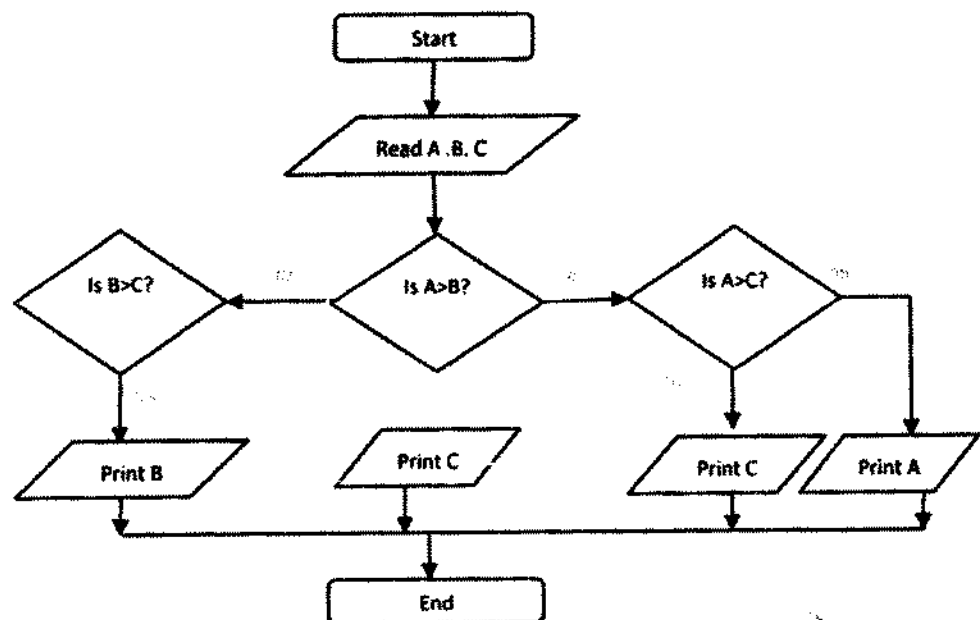 Start
Read A .B. C
Is B>C?
Is A>B?
Is A>C?
Print B
Print C
Print C
Print A
End